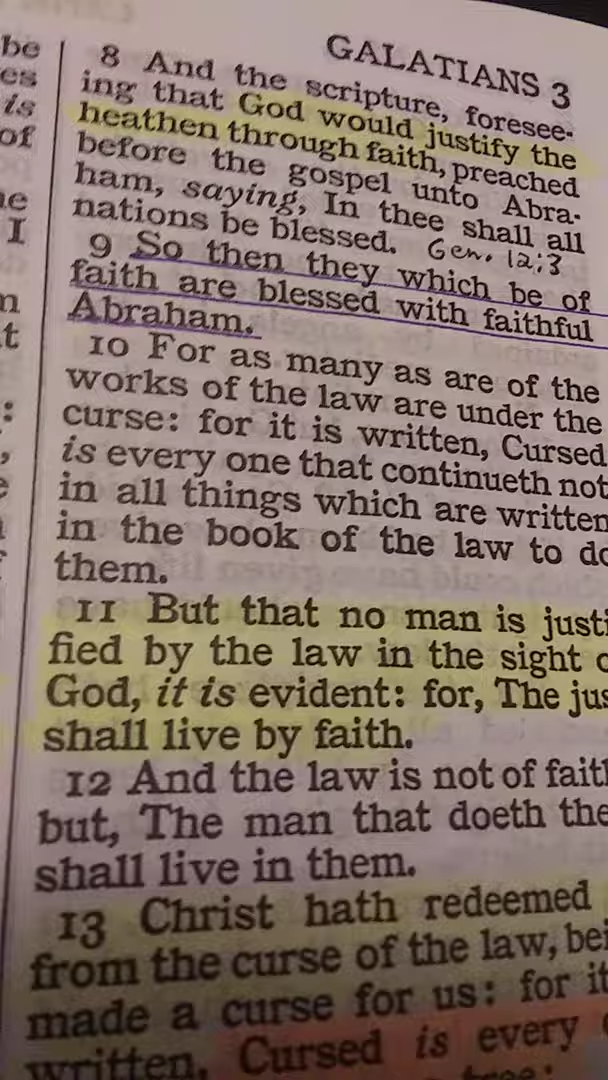 GALATIANS 3
be
es
is
of
I
8 And the scripture, foresee-
ing that God would justify the
heathen through faith, preached
before the gospel unto Abra-
ham, saying, In thee shall all
nations be blessed. Gen. 12:3
9 So then they which be of
faith are blessed with faithful
Abraham.
10 For as many as are of the
works of the law are under the
curse: for it is written, Cursed
is every one that continueth not
in all things which are written
in the book of the law to do
them.
11 But that no man is justi
fied by the law in the sight o
God, it is evident: for, The jus
shall live by faith.
12 And the law is not of faith
but, The man that doeth the
shall live in them.
13 Christ hath redeemed
from the curse of the law, bei
made a curse for us: for it
written, Cursed is every
tree: